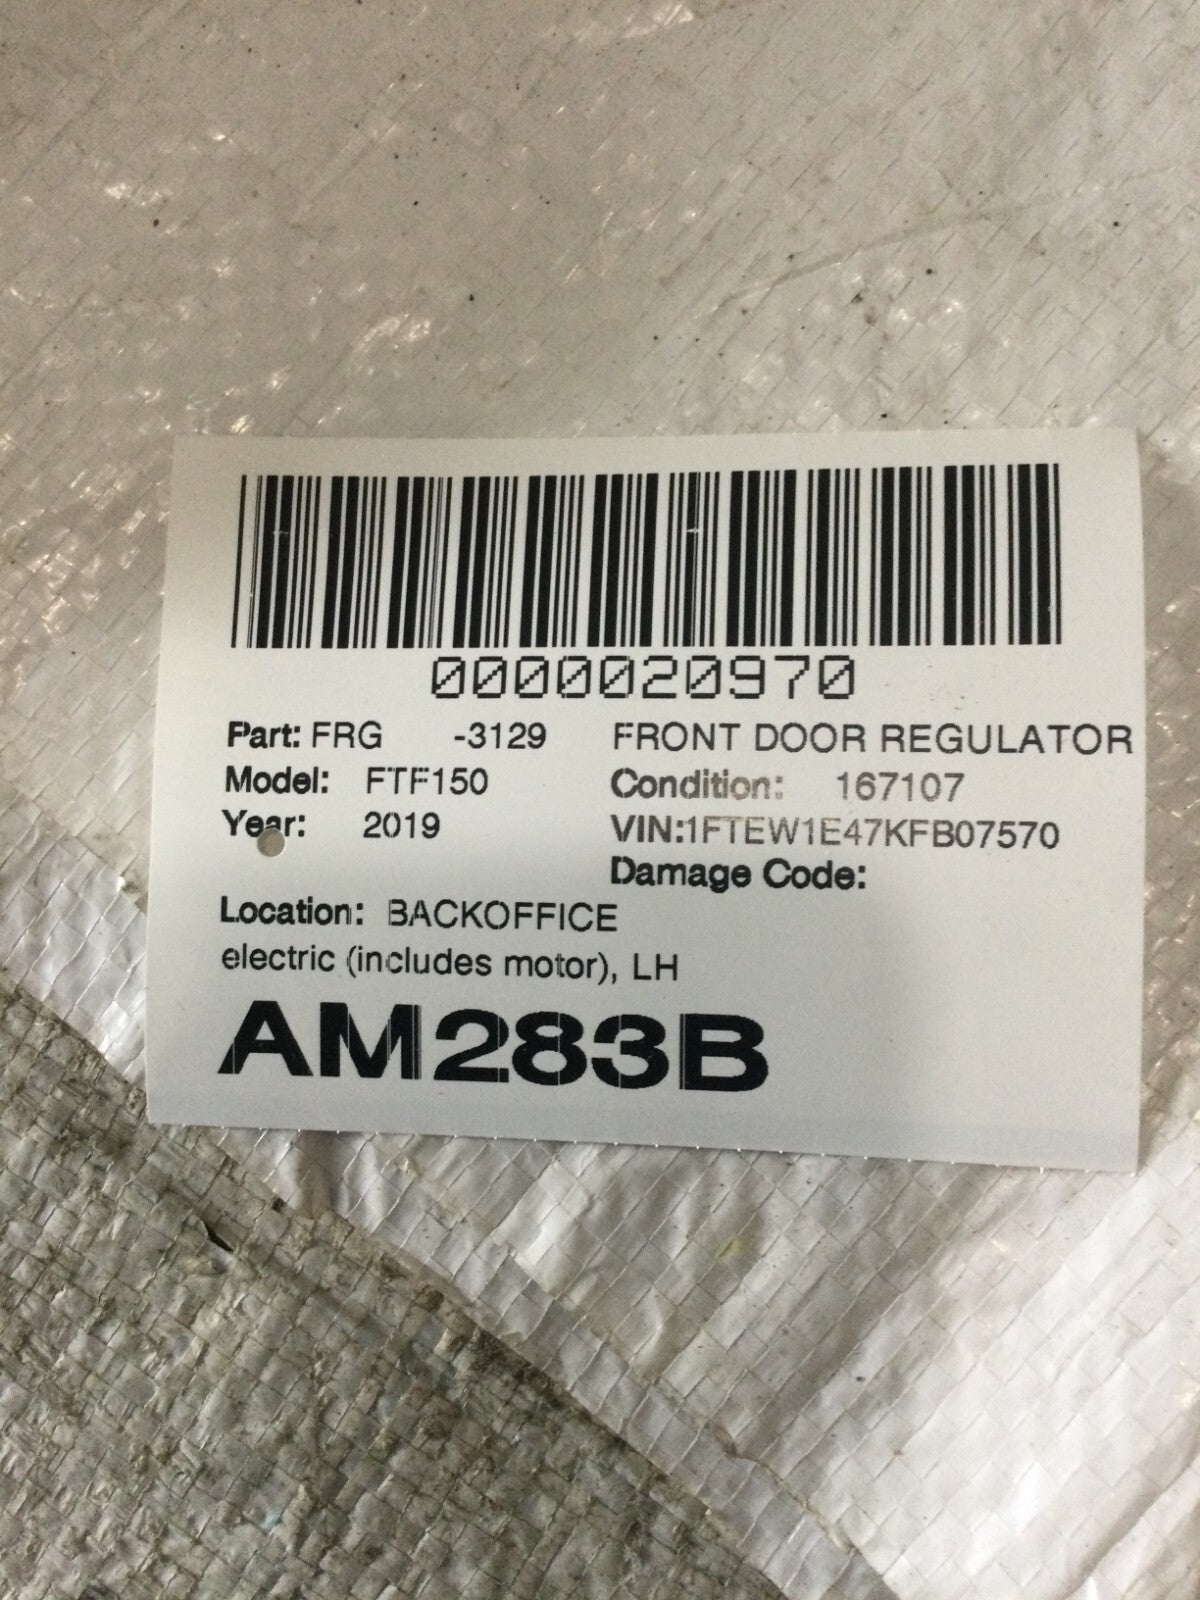 0000020970
Part: FRG -3129 FRONT DOOR REGULATOR
Model: FTF150 Condition: 167107
Year: 2019 VIN:1FTEW1E47KFB07570
Damage Code:
Location: BACKOFFICE
electric (includes motor), LH
AM283B